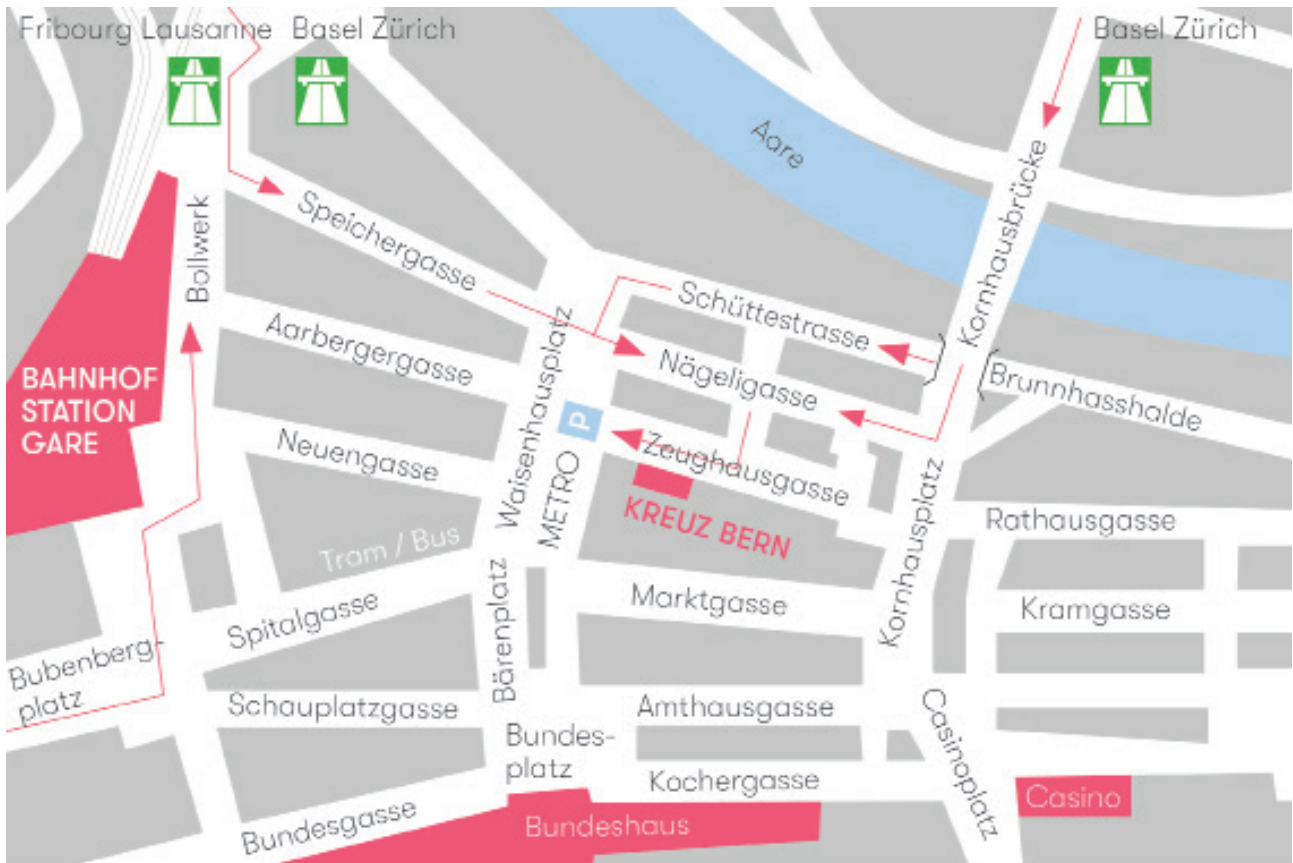 Fribourg Lausanne
Basel Zürich
Basel Zürich
Aare
Kornhausbrücke
Bollwerk
Speichergasse
Schüttestrasse
Aarbergergasse
Nägeligasse
Brunnhasshalde
BAHNHOF
STATION
GARE
Waisenhausplatz
P
METRO
Neuengasse
Zeughausgasse
KREUZ BERN
Kornhausplatz
Rathausgasse
Tram / Bus
Spitalgasse
Marktgasse
Kramgasse
Bubenberg-
platz
Bärenplatz
Schauplatzgasse
Amthausgasse
Bundes-
platz
Kochergasse
Casinoplatz
Casino
Bundesgasse
Bundeshaus